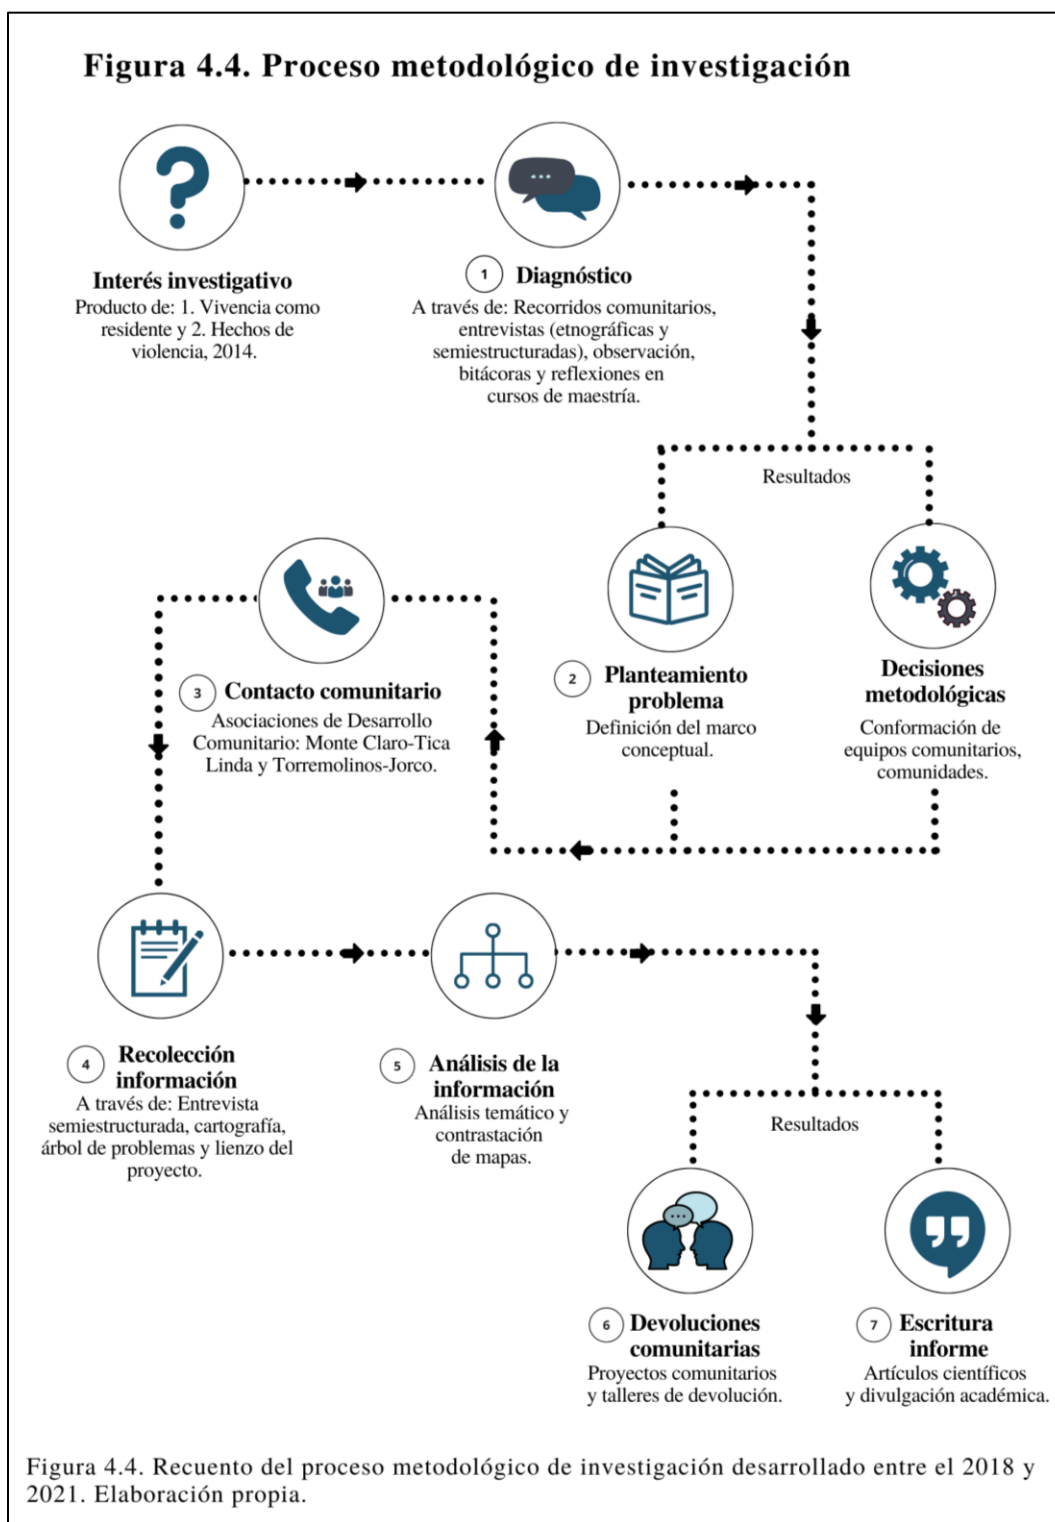 Figura 4.4. Proceso metodológico de investigación
Interés investigativo
Producto de: 1. Vivencia como
residente y 2. Hechos de
violencia, 2014.
1 Diagnóstico
A través de: Recorridos comunitarios,
entrevistas (etnográficas y
semiestructuradas), observación,
bitácoras y reflexiones en
cursos de maestría.
Resultados
2 Planteamiento
problema
Definición del marco
conceptual.
Decisiones
metodológicas
Conformación de
equipos comunitarios,
comunidades.
3 Contacto comunitario
Asociaciones de Desarrollo
Comunitario: Monte Claro-Tica
Linda y Torremolinos-Jorco.
4 Recolección
información
A través de: Entrevista
semiestructurada, cartografía,
árbol de problemas y lienzo del
proyecto.
5 Análisis de la
información
Análisis temático y
contrastación
de mapas.
Resultados
6 Devoluciones
comunitarias
Proyectos comunitarios
y talleres de devolución.
7 Escritura
informe
Artículos científicos
y divulgación académica.
Figura 4.4. Recuento del proceso metodológico de investigación desarrollado entre el 2018 y
2021. Elaboración propia.